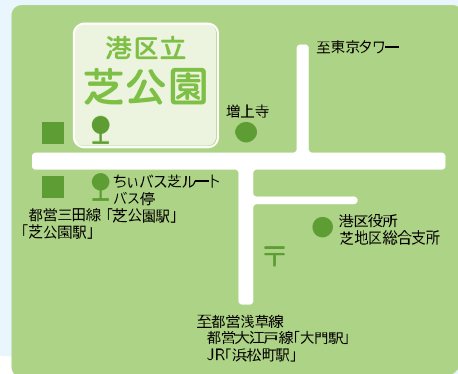 港区立
芝公園
至東京タワー
増上寺
ちぃバス芝ルート
バス停
都営三田線「芝公園駅」
「芝公園駅」
港区役所
芝地区総合支所
〒
至都営浅草線
都営大江戸線「大門駅」
JR「浜松町駅」